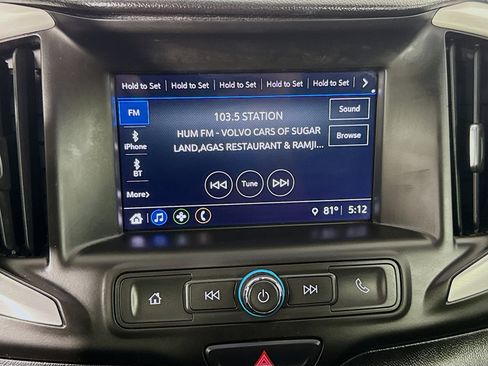 Hold to Set Hold to Set Hold to Set Hold to Set Hold to Set
FM
103.5 STATION
Sound
HUM FM - VOLVO CARS OF SUGAR
LAND,AGAS RESTAURANT & RAMJI...
Browse
iPhone
BT
More>
Tune
81° 5:12